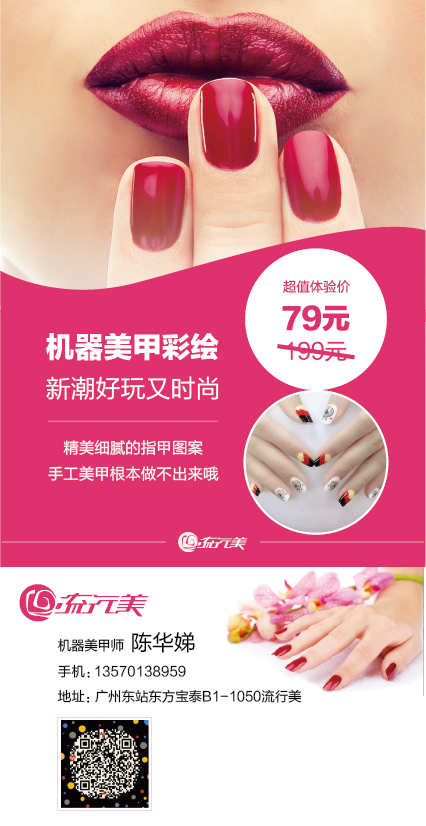 超值体验价
79元
199元
机器美甲彩绘
新潮好玩又时尚
精美细腻的指甲图案
手工美甲根本做不出来哦
流行美
流行美
机器美甲师 陈华娣
手机: 13570138959
地址: 广州东站东方宝泰B1-1050流行美